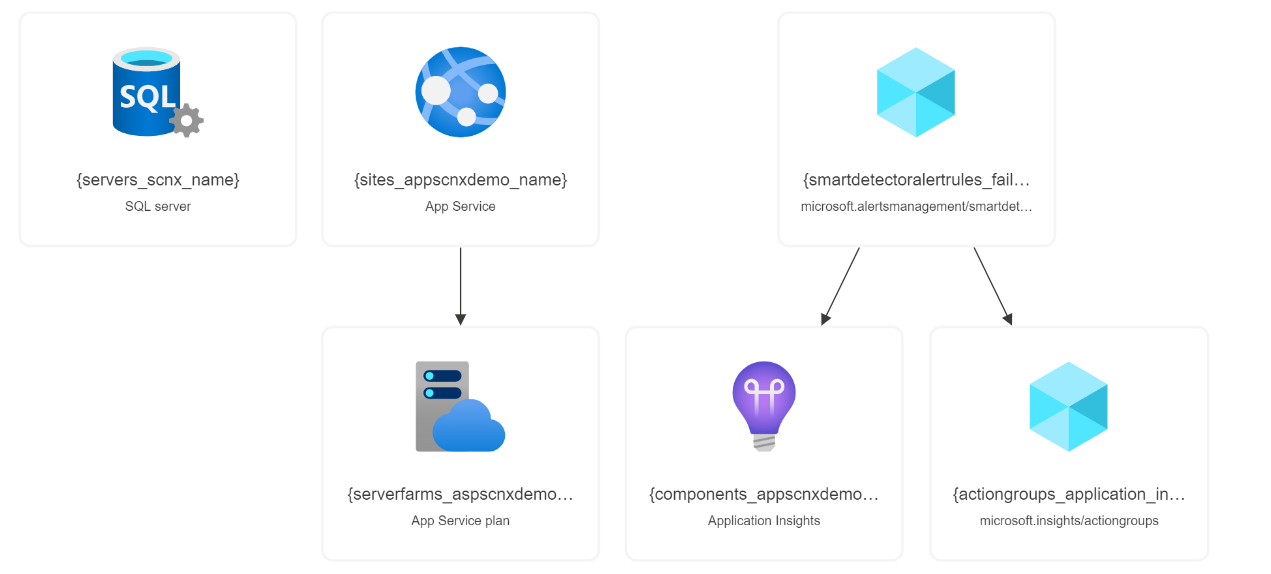 SQL
{servers_scnx_name}
SQL server
{sites_appscnxdemo_name}
App Service
{smartdetectoralertrules_fail…
microsoft.alertsmanagement/smartdet…
{serverfarms_aspscnxdemo…
App Service plan
{components_appscnxdemo…
Application Insights
{actiongroups_application_in…
microsoft.insights/actiongroups